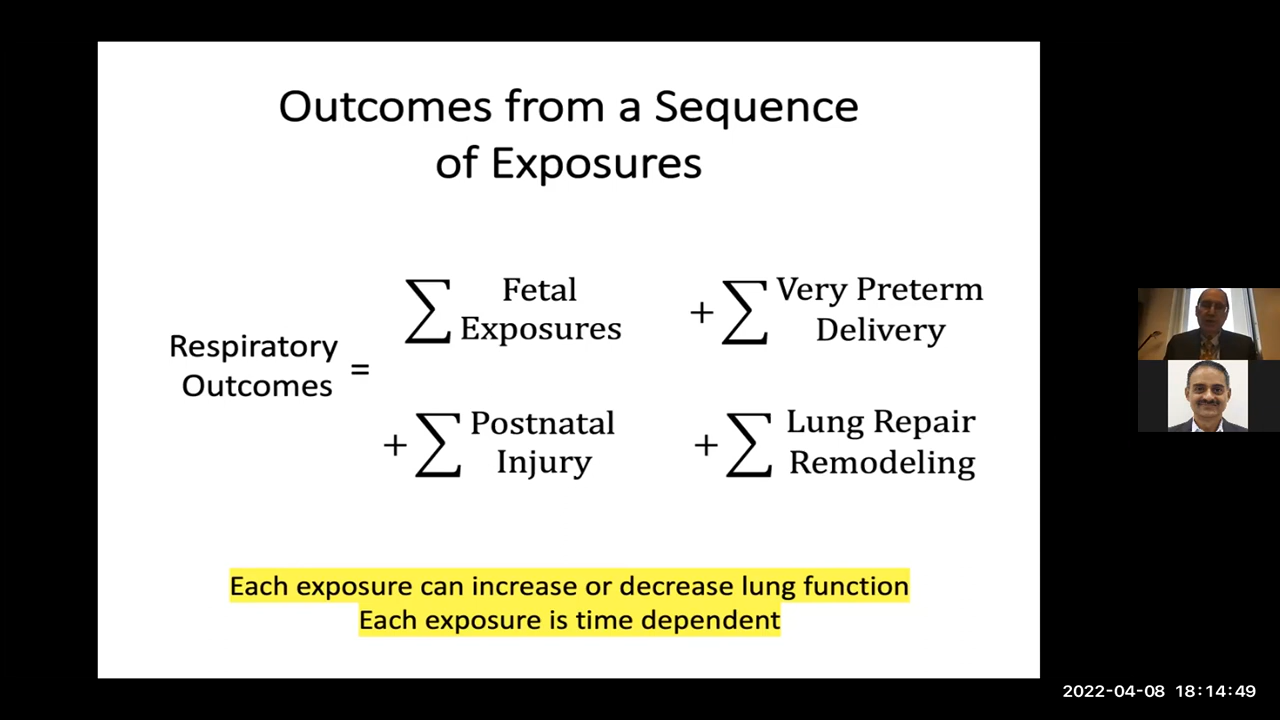 Outcomes from a Sequence
of Exposures
Respiratory
Outcomes
=
∑ Fetal
Exposures
+ ∑ Very Preterm
Delivery
+ ∑ Postnatal
Injury
+ ∑ Lung Repair
Remodeling
Each exposure can increase or decrease lung function
Each exposure is time dependent
2022-04-08 18:14:49